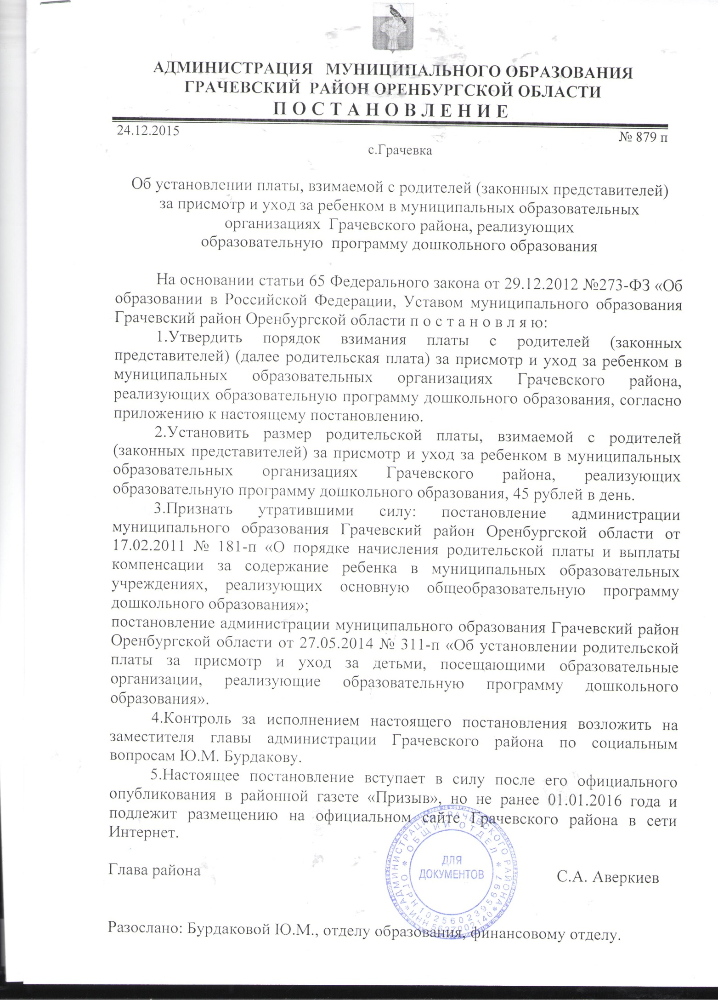 АДМИНИСТРАЦИЯ МУНИЦИПАЛЬНОГО ОБРАЗОВАНИЯ
ГРАЧЕВСКИЙ РАЙОН ОРЕНБУРГСКОЙ ОБЛАСТИ
П О С Т А Н О В Л Е Н И Е
24.12.2015
№ 879 п
с.Грачевка
Об установлении платы, взимаемой с родителей (законных представителей)
за присмотр и уход за ребенком в муниципальных образовательных
организациях Грачевского района, реализующих
образовательную программу дошкольного образования
На основании статьи 65 Федерального закона от 29.12.2012 №273-ФЗ «Об
образовании в Российской Федерации, Уставом муниципального образования
Грачевский район Оренбургской области п о с т а н о в л я ю:
1.Утвердить порядок взимания платы с родителей (законных
представителей) (далее родительская плата) за присмотр и уход за ребенком в
муниципальных образовательных организациях Грачевского района,
реализующих образовательную программу дошкольного образования, согласно
приложению к настоящему постановлению.
2.Установить размер родительской платы, взимаемой с родителей
(законных представителей) за присмотр и уход за ребенком в муниципальных
образовательных организациях Грачевского района, реализующих
образовательную программу дошкольного образования, 45 рублей в день.
3.Признать утратившими силу: постановление администрации
муниципального образования Грачевский район Оренбургской области от
17.02.2011 № 181-п «О порядке начисления родительской платы и выплаты
компенсации за содержание ребенка в муниципальных образовательных
учреждениях, реализующих основную общеобразовательную программу
дошкольного образования»;
постановление администрации муниципального образования Грачевский район
Оренбургской области от 27.05.2014 № 311-п «Об установлении родительской
платы за присмотр и уход за детьми, посещающими образовательные
организации, реализующие образовательную программу дошкольного
образования».
4.Контроль за исполнением настоящего постановления возложить на
заместителя главы администрации Грачевского района по социальным
вопросам Ю.М. Бурдакову.
5.Настоящее постановление вступает в силу после его официального
опубликования в районной газете «Призыв», но не ранее 01.01.2016 года и
подлежит размещению на официальном сайте Грачевского района в сети
Интернет.
Глава района
С.А. Аверкиев
АДМИНИСТРАЦИЯ ГРАЧЕВСКОГО РАЙОНА
* ИНН 5627002140 *
* ОБЩИЙ ОТДЕЛ *
ОГРН 1025602395697
ДЛЯ
ДОКУМЕНТОВ
Разослано: Бурдаковой Ю.М., отделу образования, финансовому отделу.